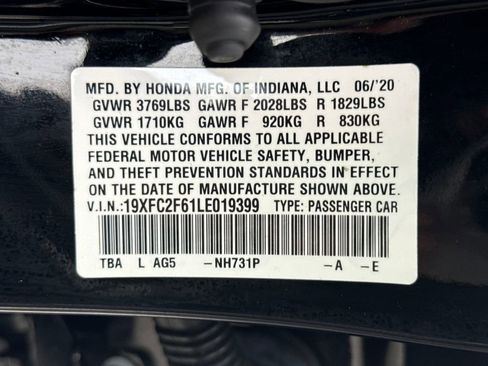 MFD. BY HONDA MFG. OF INDIANA, LLC 06/'20
GVWR 3769LBS GAWR F 2028LBS R 1829LBS
GVWR 1710KG GAWR F 920KG R 830KG
THIS VEHICLE CONFORMS TO ALL APPLICABLE
FEDERAL MOTOR VEHICLE SAFETY, BUMPER,
AND THEFT PREVENTION STANDARDS IN EFFECT
ON THE DATE OF MANUFACTURE SHOWN ABOVE.
V.I.N.:19XFC2F61LE019399 TYPE: PASSENGER CAR
TBA L AG5 -NH731P -A -E